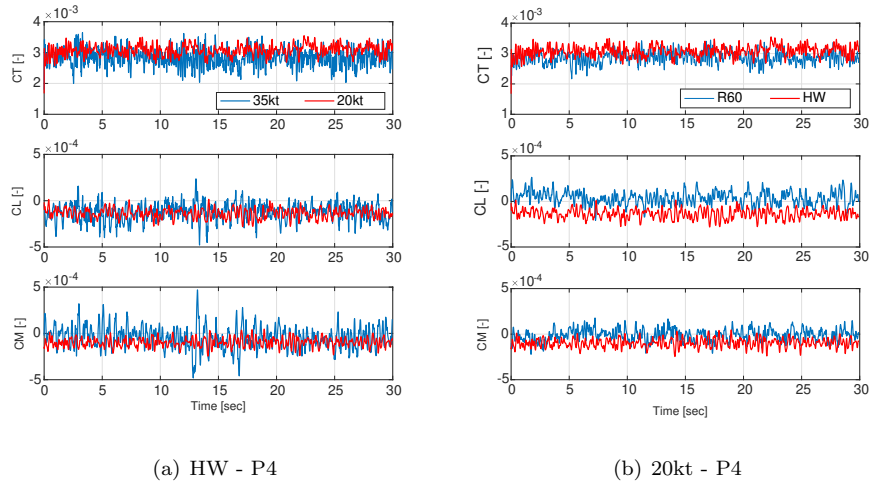 ×10⁻³
4
3
2
1
CT [-]
35kt 20kt
0 5 10 15 20 25 30
×10⁻⁴
5
0
-5
CL [-]
0 5 10 15 20 25 30
×10⁻⁴
5
0
-5
CM [-]
0 5 10 15 20 25 30
Time [sec]
(a) HW - P4
×10⁻³
4
3
2
1
CT [-]
R60 HW
0 5 10 15 20 25 30
×10⁻⁴
5
0
-5
CL [-]
0 5 10 15 20 25 30
×10⁻⁴
5
0
-5
CM [-]
0 5 10 15 20 25 30
Time [sec]
(b) 20kt - P4